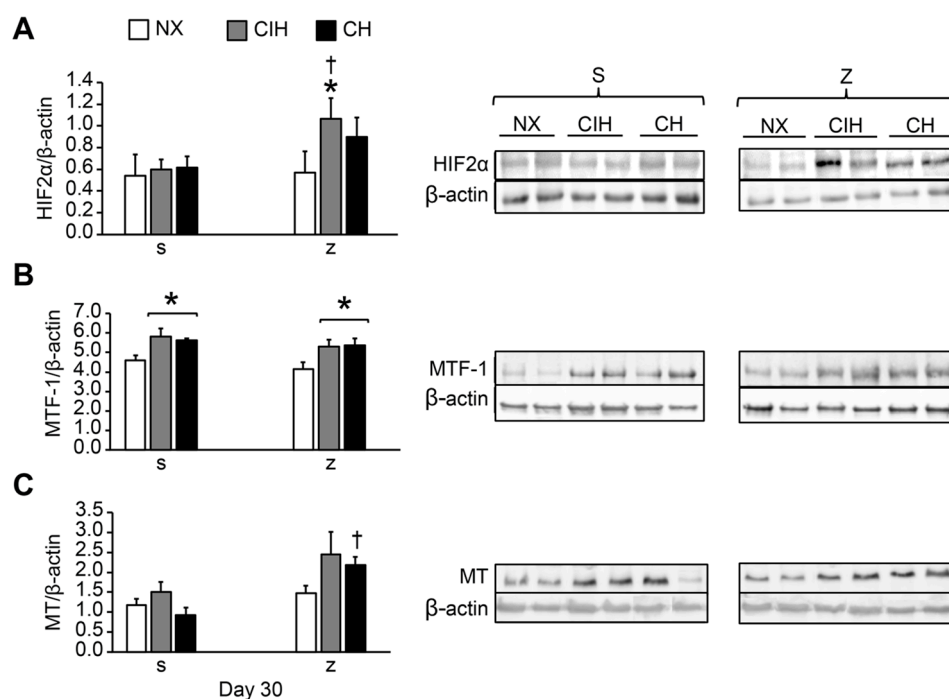 A
NX CIH CH
HIF2α/β-actin
1.4
1.2
1.0
0.8
0.6
0.4
0.2
0.0
†
*
s z
S Z
NX CIH CH NX CIH CH
HIF2α
β-actin
B
MTF-1/β-actin
7.0
6.0
5.0
4.0
3.0
2.0
1.0
0.0
* *
s z
MTF-1
β-actin
C
MT/β-actin
3.5
3.0
2.5
2.0
1.5
1.0
0.5
0.0
†
s z
Day 30
MT
β-actin